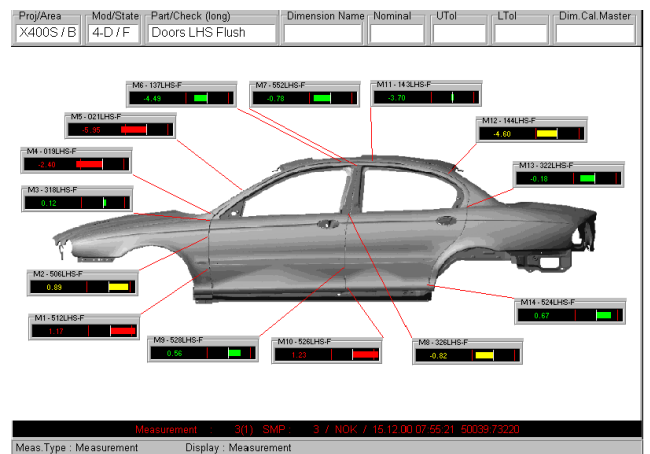 Proj/Area Mod/State Part/Check (long) Dimension Name Nominal UTol LTol Dim.Cal.Master
X400S / B 4-D / F Doors LHS Flush
M6 - 137LHS-F M7 - 552LHS-F M11 - 143LHS-F
-4.49 -0.78 -3.70
M5 - 021LHS-F M12 - 144LHS-F
-5.95 -4.60
M4 - 019LHS-F M13 - 322LHS-F
-2.40 -0.18
M3 - 318LHS-F
0.12
M2 - 506LHS-F
0.89
M14 - 524LHS-F
0.67
M1 - 512LHS-F
1.17
M9 - 528LHS-F M10 - 526LHS-F M8 - 326LHS-F
0.56 1.23 -0.82
Measurement : 3(1) SMP: 3 / NOK / 15.12.00 07:55:21 50039:73220
Meas.Type : Measurement Display : Measurement